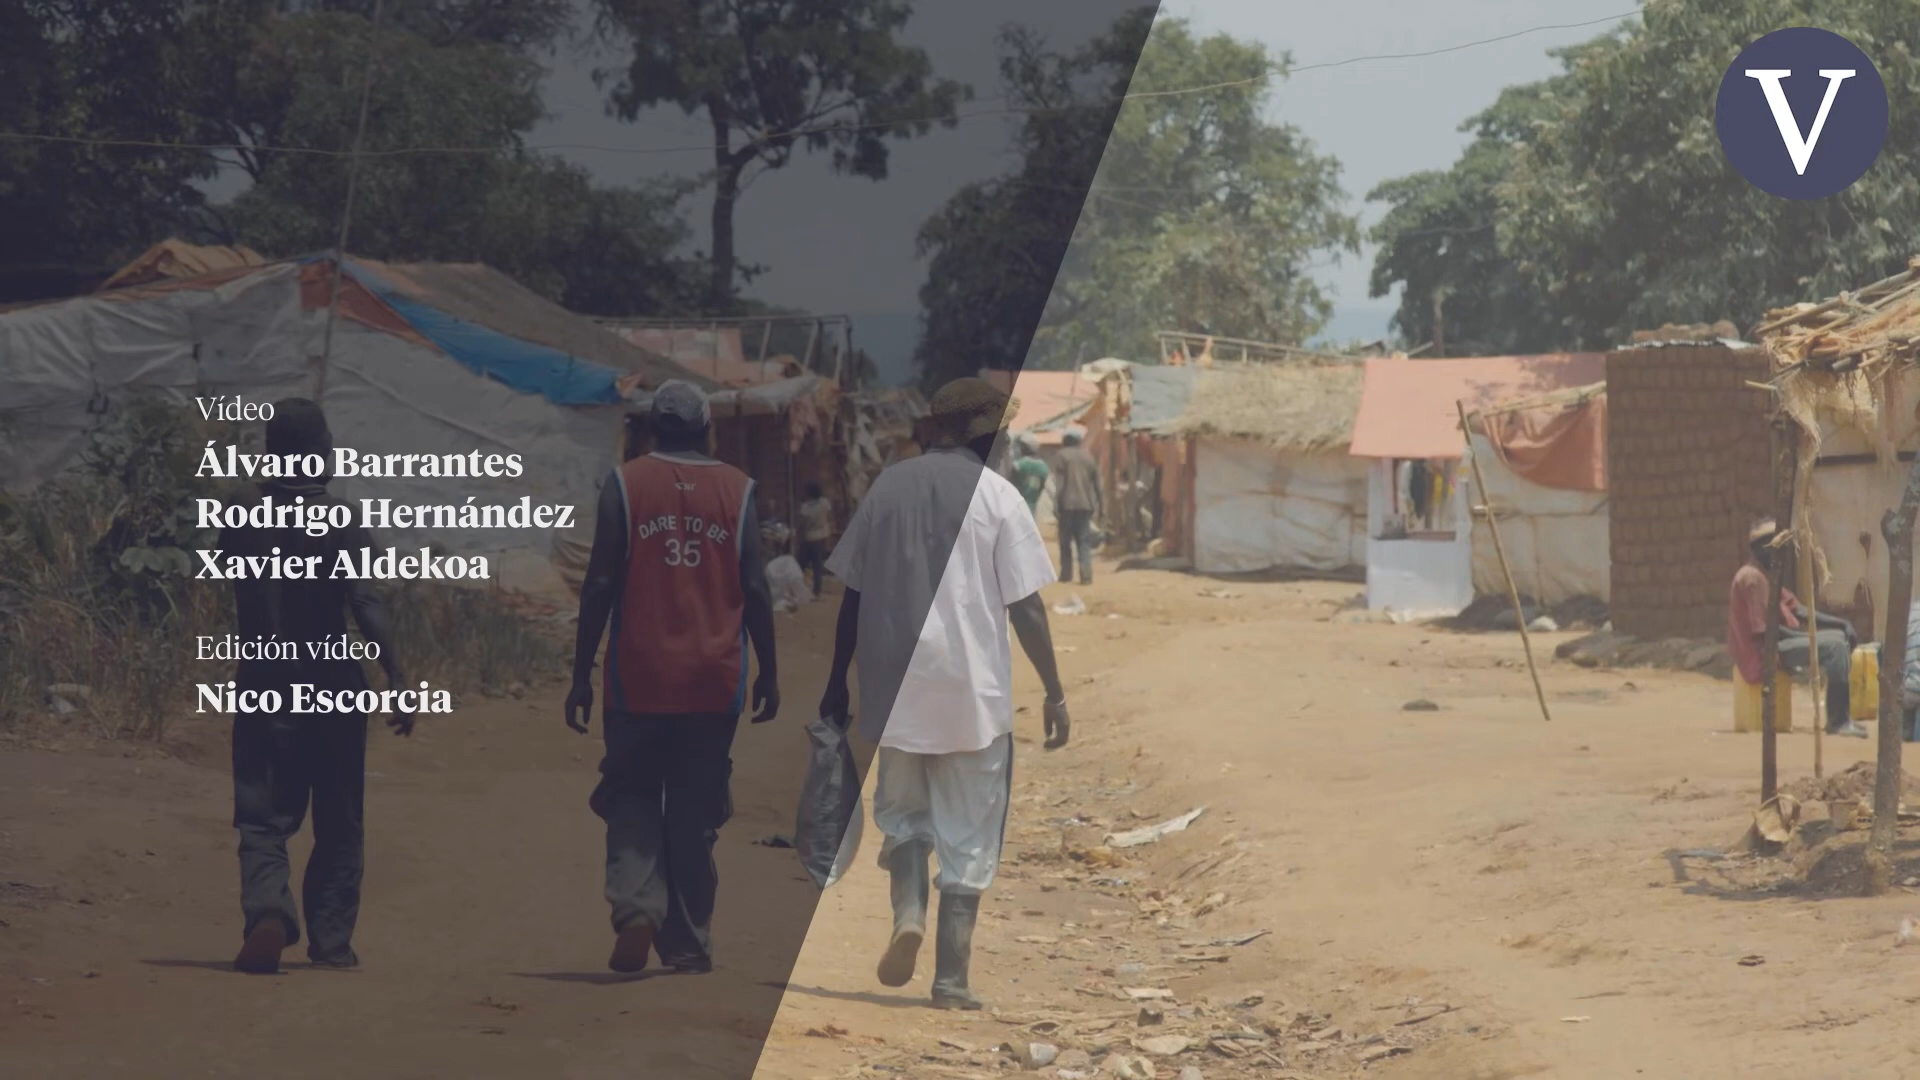 Vídeo
Álvaro Barrantes
Rodrigo Hernández
Xavier Aldekoa
Edición vídeo
Nico Escorcia
DARE TO BE
35
V